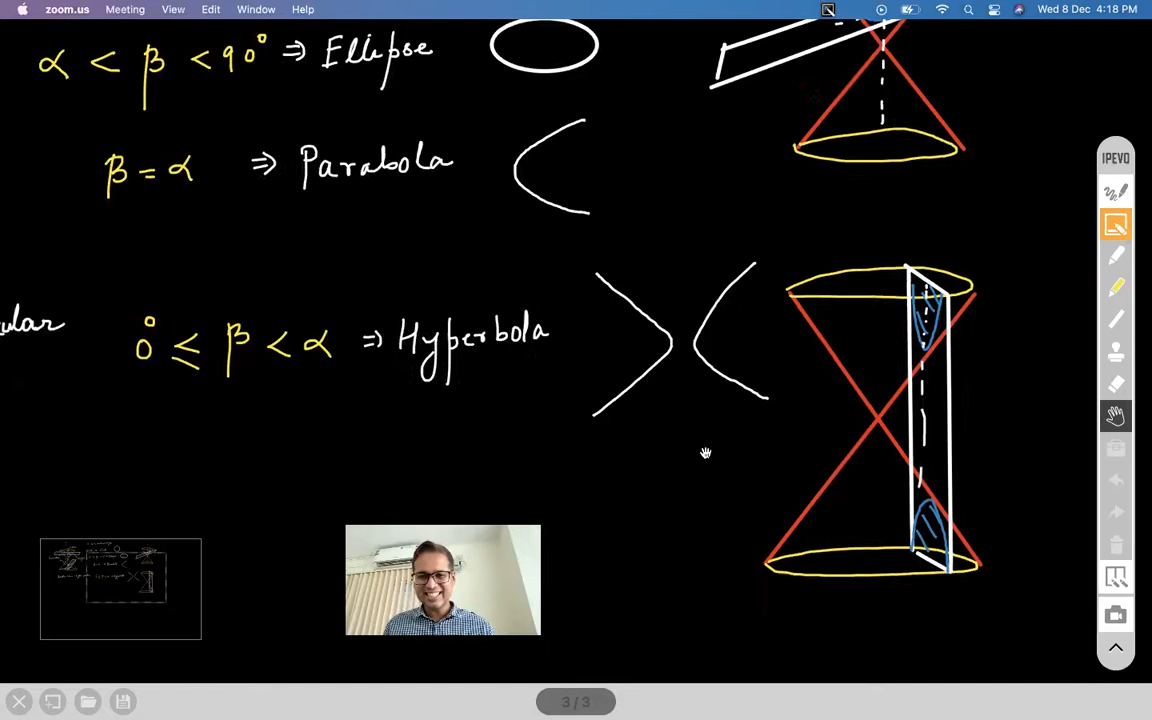 zoom.us Meeting View Edit Window Help Wed 8 Dec 4:18 PM
α < β < 90° ⇒ Ellipse
IPEVO
β = α ⇒ Parabola
0° ≤ β < α ⇒ Hyperbola
3 / 3